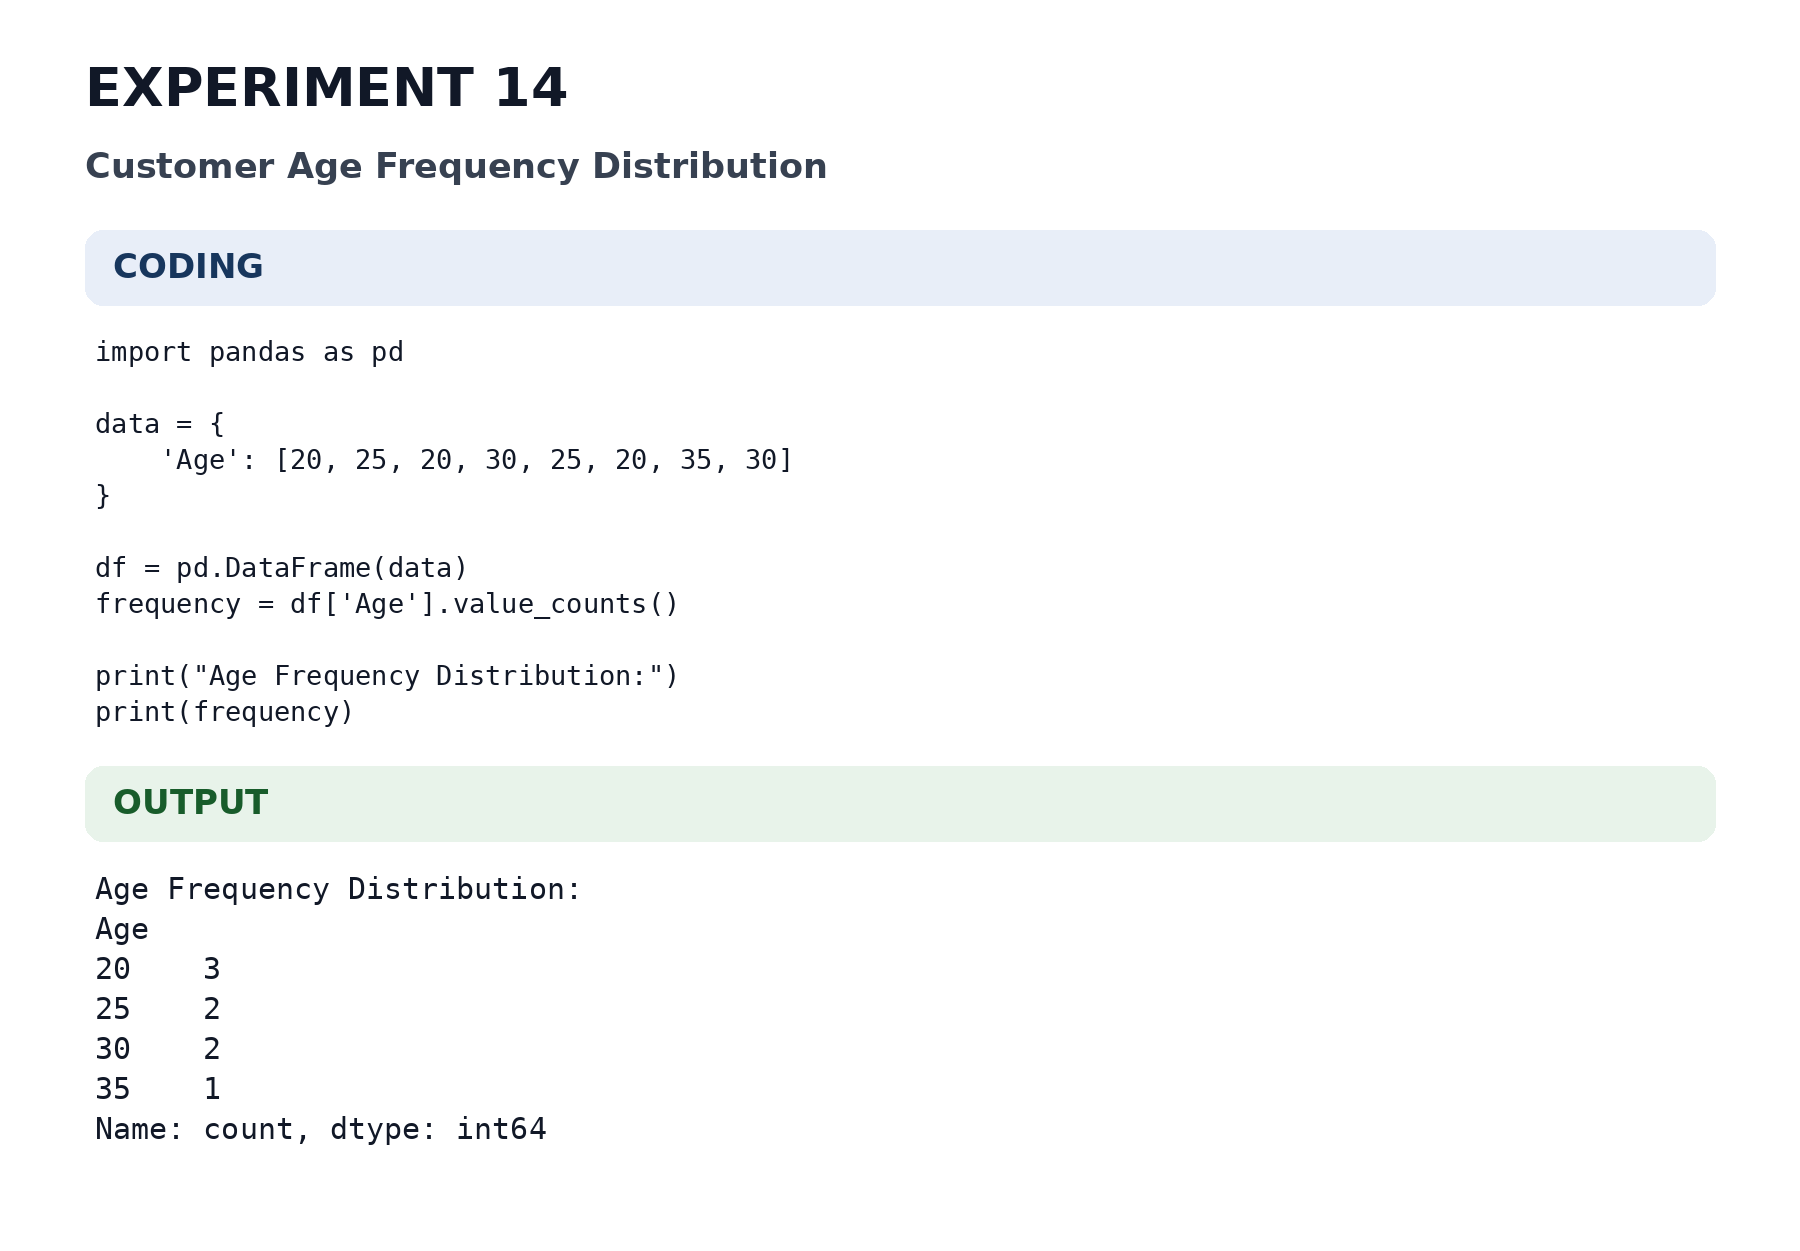 EXPERIMENT 14
Customer Age Frequency Distribution
CODING
import pandas as pd
data = {
    'Age': [20, 25, 20, 30, 25, 20, 35, 30]
}
df = pd.DataFrame(data)
frequency = df['Age'].value_counts()
print("Age Frequency Distribution:")
print(frequency)
OUTPUT
Age Frequency Distribution:
Age
20    3
25    2
30    2
35    1
Name: count, dtype: int64